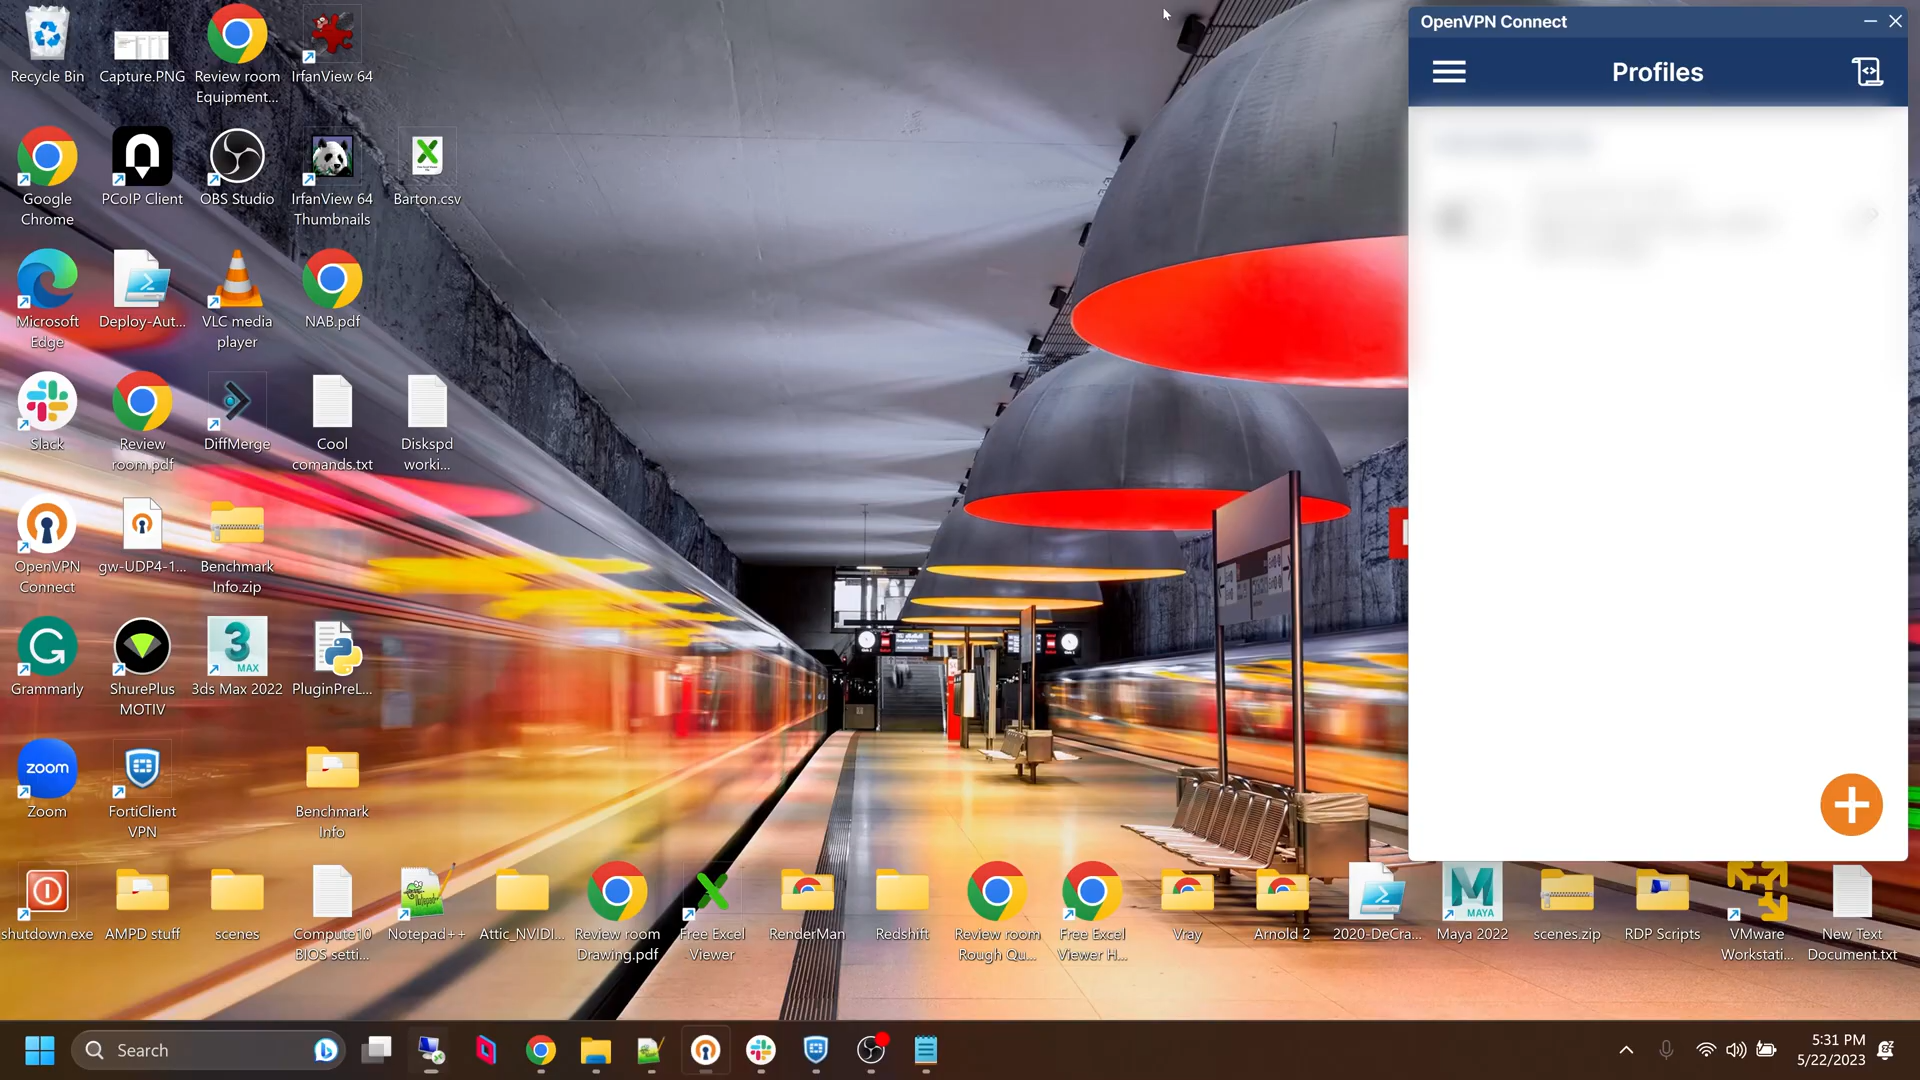 Recycle Bin
Capture.PNG
Review room
Equipment...
IrfanView 64
Google
Chrome
PCoIP Client
OBS Studio
IrfanView 64
Thumbnails
Barton.csv
Microsoft
Edge
Deploy-Aut...
VLC media
player
NAB.pdf
Slack
Review
room.pdf
DiffMerge
Cool
comands.txt
Diskspd
worki...
OpenVPN
Connect
gw-UDP4-1...
Benchmark
Info.zip
Grammarly
ShurePlus
MOTIV
3
MAX
3ds Max 2022
PluginPreL...
zoom
Zoom
FortiClient
VPN
Benchmark
Info
shutdown.exe
AMPD stuff
scenes
Compute10
BIOS setti...
Notepad++
Attic_NVIDI...
Review room
Drawing.pdf
Free Excel
Viewer
RenderMan
Redshift
Review room
Rough Qu...
Free Excel
Viewer H...
Vray
Arnold 2
2020-DeCra...
MAYA
Maya 2022
scenes.zip
RDP Scripts
VMware
Workstati...
New Text
Document.txt
OpenVPN Connect
Profiles
Search
5:31 PM
5/22/2023